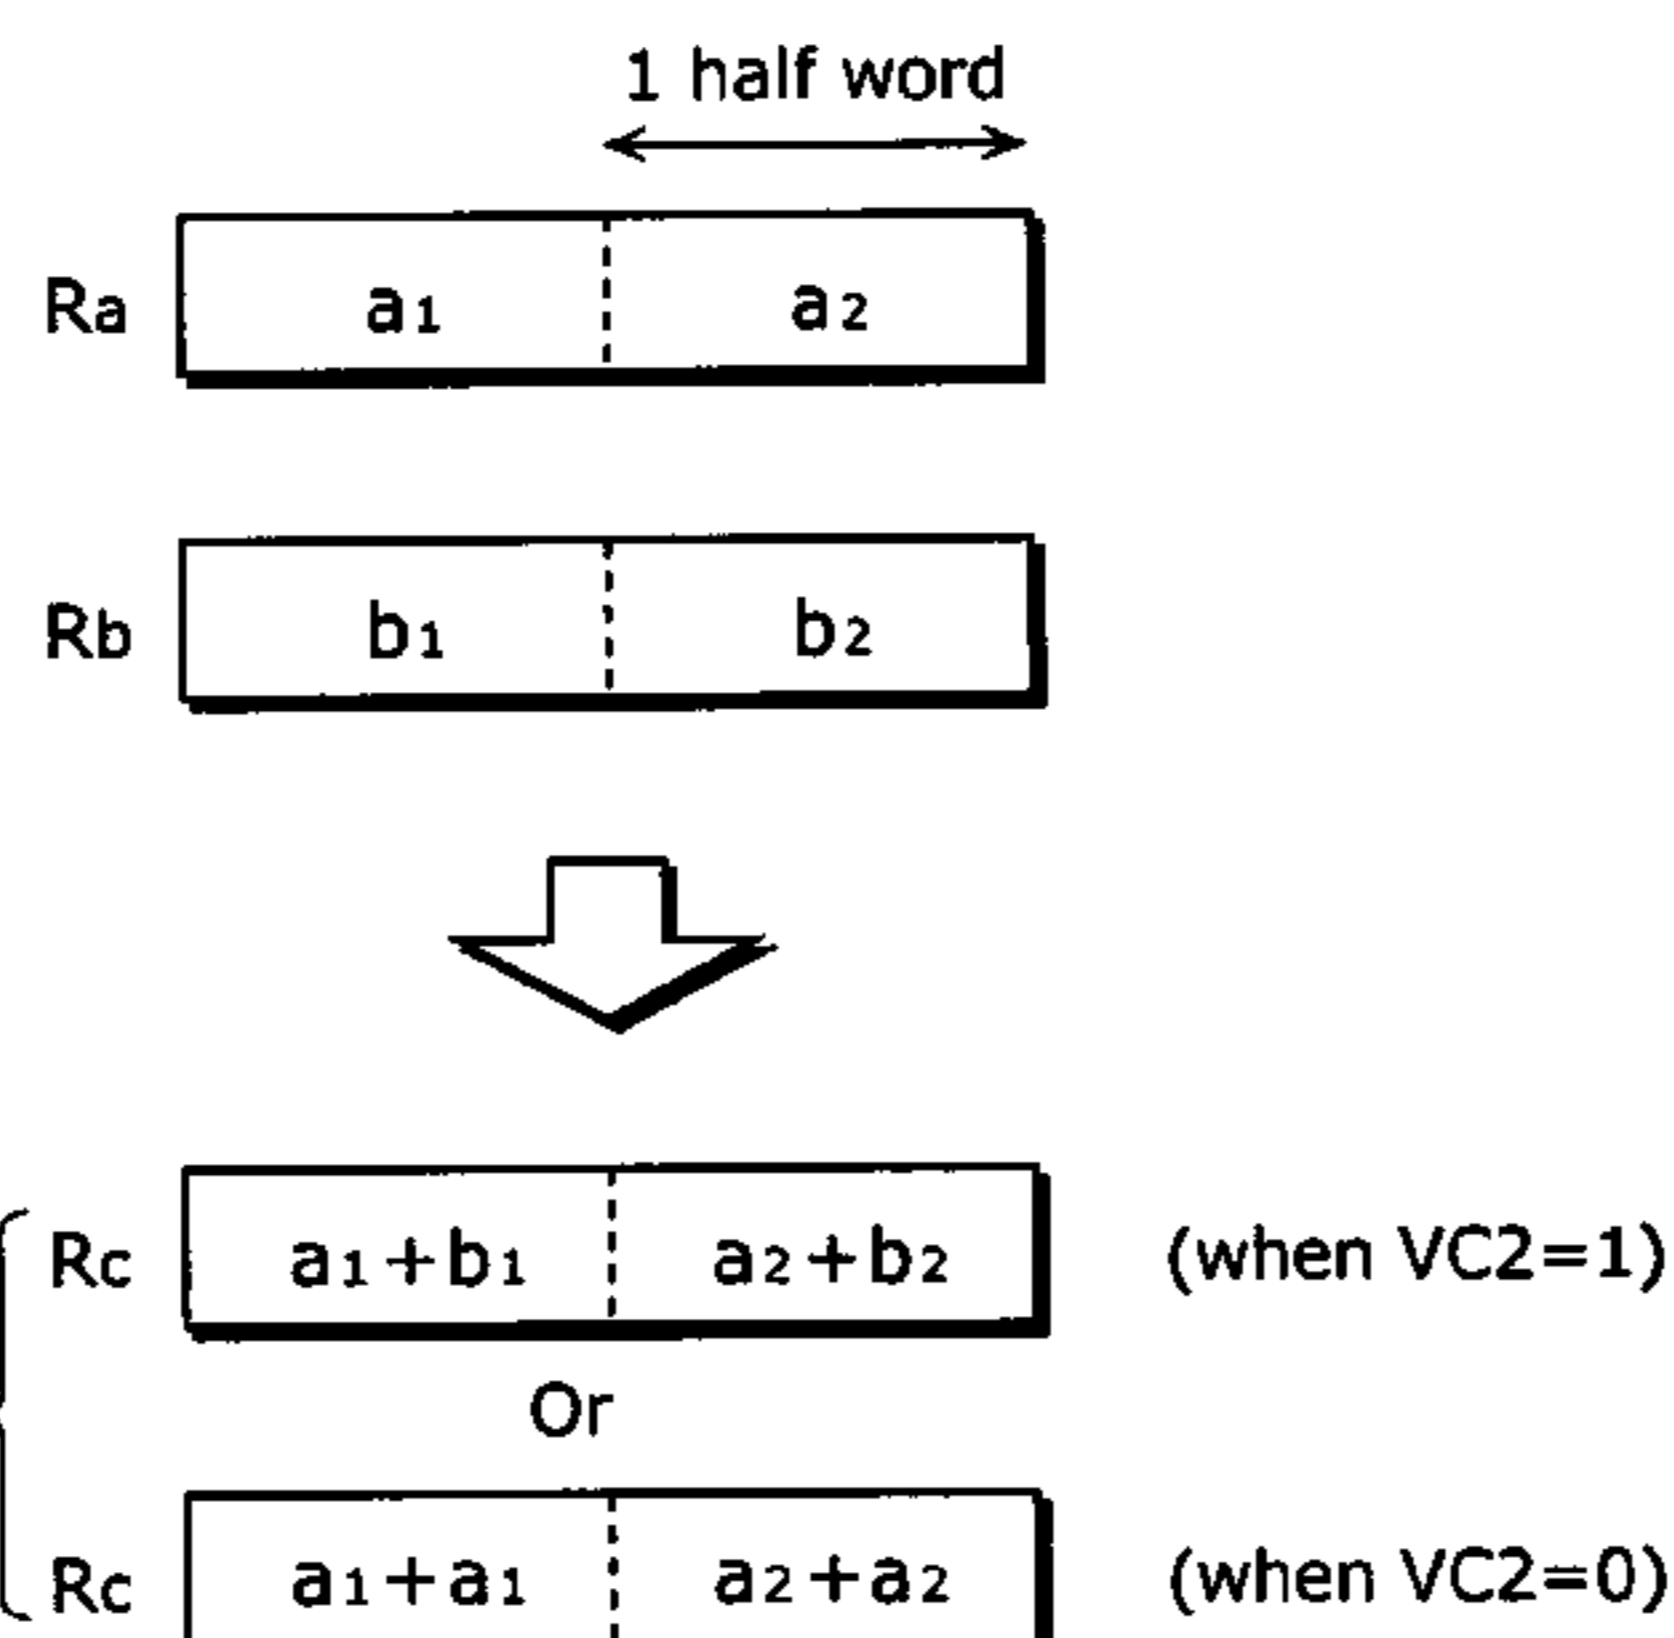 1 half word
Ra a1 a2
Rb b1 b2
Rc a1+b1 a2+b2 (when VC2=1)
Or
Rc a1+a1 a2+a2 (when VC2=0)